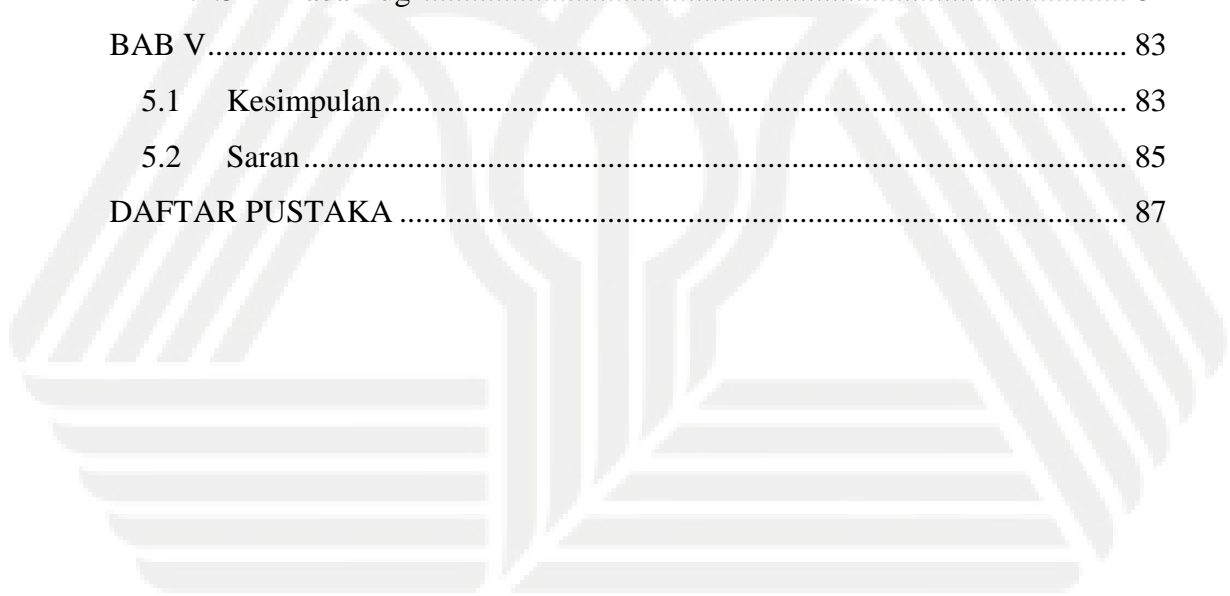 BAB V........................................................................................................................ 83
5.1 Kesimpulan................................................................................................. 83
5.2 Saran........................................................................................................... 85
DAFTAR PUSTAKA ............................................................................................... 87